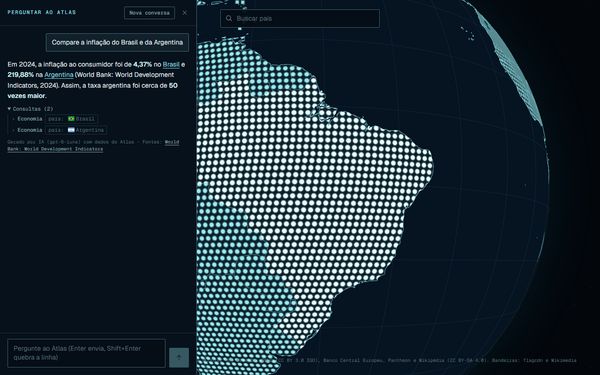 PERGUNTAR AO ATLAS
Nova conversa
×
Buscar país
Compare a inflação do Brasil e da Argentina
Em 2024, a inflação ao consumidor foi de 4,37% no Brasil e
219,88% na Argentina (World Bank: World Development
Indicators, 2024). Assim, a taxa argentina foi cerca de 50
vezes maior.
Consultas (2)
Economia país: Brasil
Economia país: Argentina
Gerado por IA com dados do Atlas · Fontes: World
Bank: World Development Indicators
Pergunte ao Atlas (Enter envia, Shift+Enter
quebra a linha)
Banco Central Europeu, Pantheon e Wikipédia (CC BY-SA 4.0). Bandeiras: flagcdn e Wikimedia